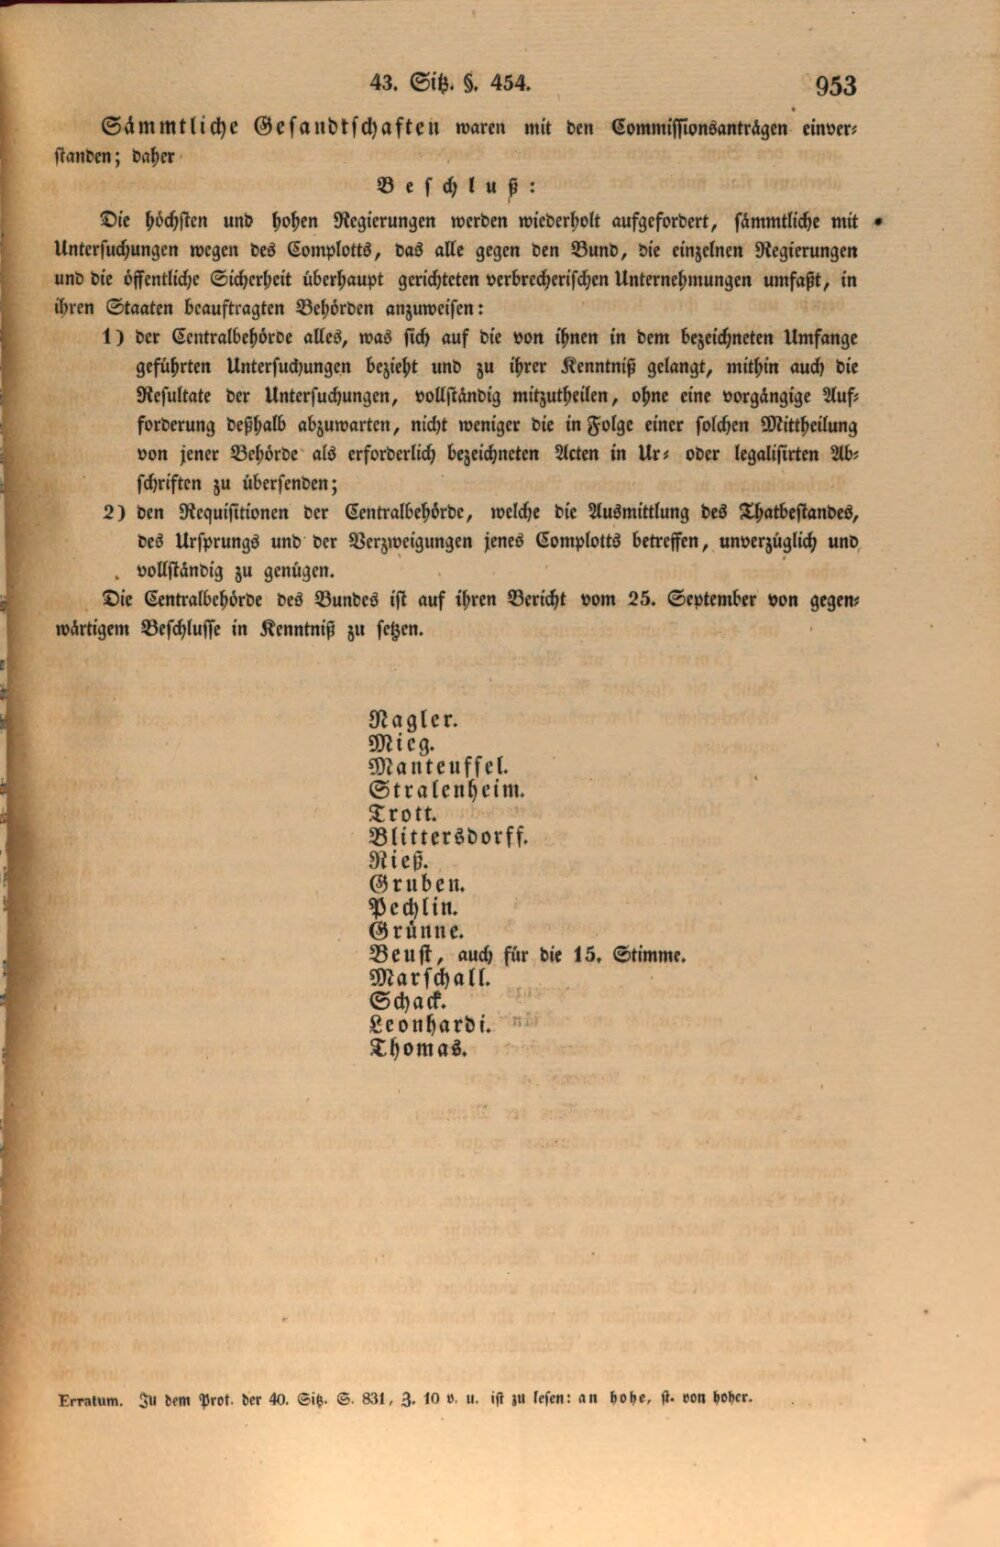 43. Sitz. §. 454.
953
Sämmtliche Gesandtschaften waren mit den Commissionsanträgen einver-
standen; daher
Beschluß:
Die höchsten und hohen Regierungen werden wiederholt aufgefordert, sämmtliche mit
Untersuchungen wegen des Complotts, das alle gegen den Bund, die einzelnen Regierungen
und die öffentliche Sicherheit überhaupt gerichteten verbrecherischen Unternehmungen umfaßt, in
ihren Staaten beauftragten Behörden anzuweisen:
1) der Centralbehörde alles, was sich auf die von ihnen in dem bezeichneten Umfange
geführten Untersuchungen bezieht und zu ihrer Kenntniß gelangt, mithin auch die
Resultate der Untersuchungen, vollständig mitzutheilen, ohne eine vorgängige Auf-
forderung deßhalb abzuwarten, nicht weniger die in Folge einer solchen Mittheilung
von jener Behörde als erforderlich bezeichneten Acten in Ur- oder legalisirten Ab-
schriften zu übersenden;
2) den Requisitionen der Centralbehörde, welche die Ausmittlung des Thatbestandes,
des Ursprungs und der Verzweigungen jenes Complotts betreffen, unverzüglich und
vollständig zu genügen.
Die Centralbehörde des Bundes ist auf ihren Bericht vom 25. September von gegen-
wärtigem Beschlusse in Kenntniß zu setzen.
Nagler.
Mieg.
Manteuffel.
Stralenheim.
Trott.
Blittersdorff.
Rieß.
Gruben.
Pechlin.
Grünne.
Beust, auch für die 15. Stimme.
Marschall.
Schack.
Leonhardi.
Thomas.
Erratum. Zu dem Prot. der 40. Sitz. S. 831, Z. 10 v. u. ist zu lesen: an hohe, st. von hoher.